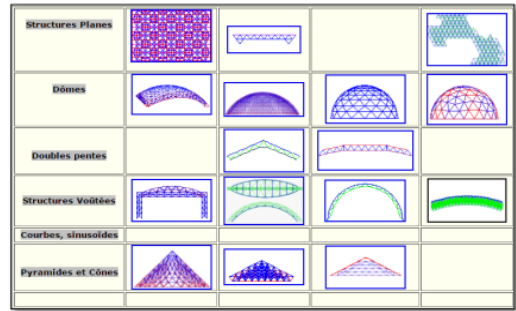 Structures Planes
Dômes
Doubles pentes
Structures Voûtées
Courbes, sinusoïdes
Pyramides et Cônes